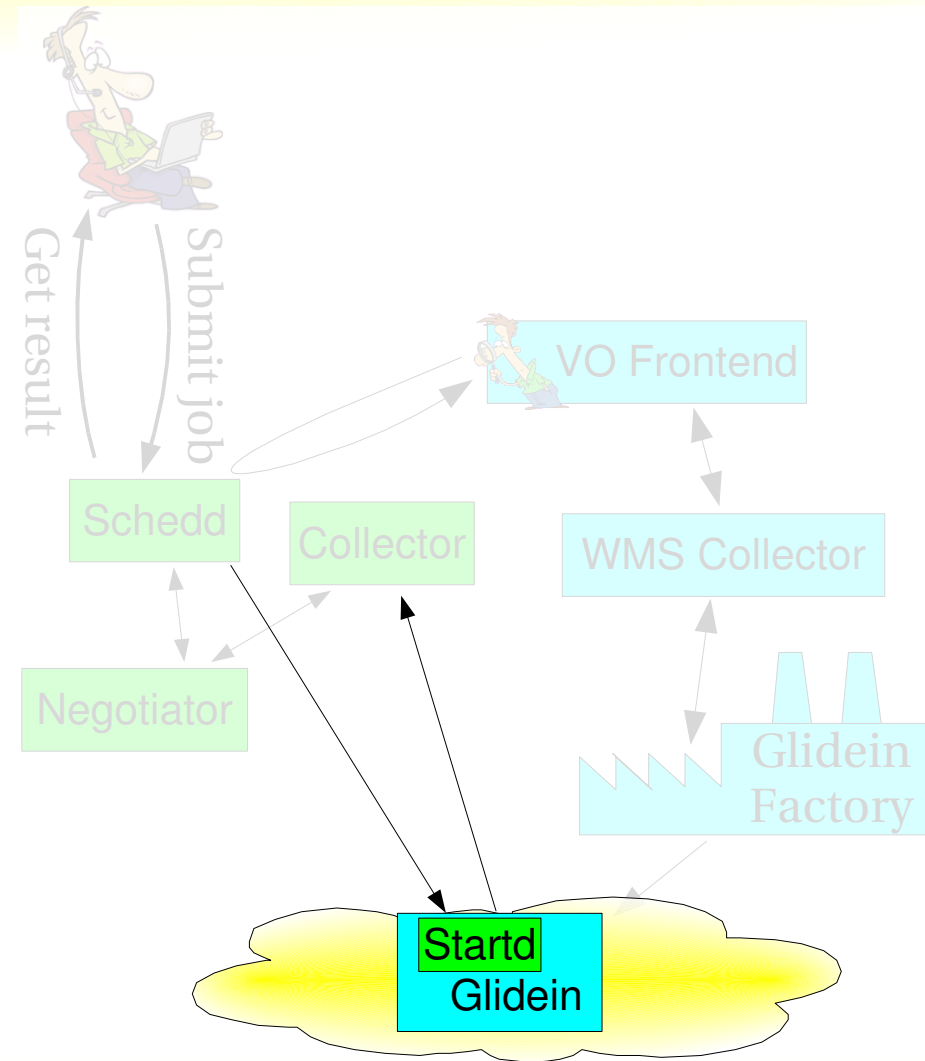 Get result
Submit job
VO Frontend
Schedd
Collector
WMS Collector
Negotiator
Glidein
Factory
Startd
Glidein